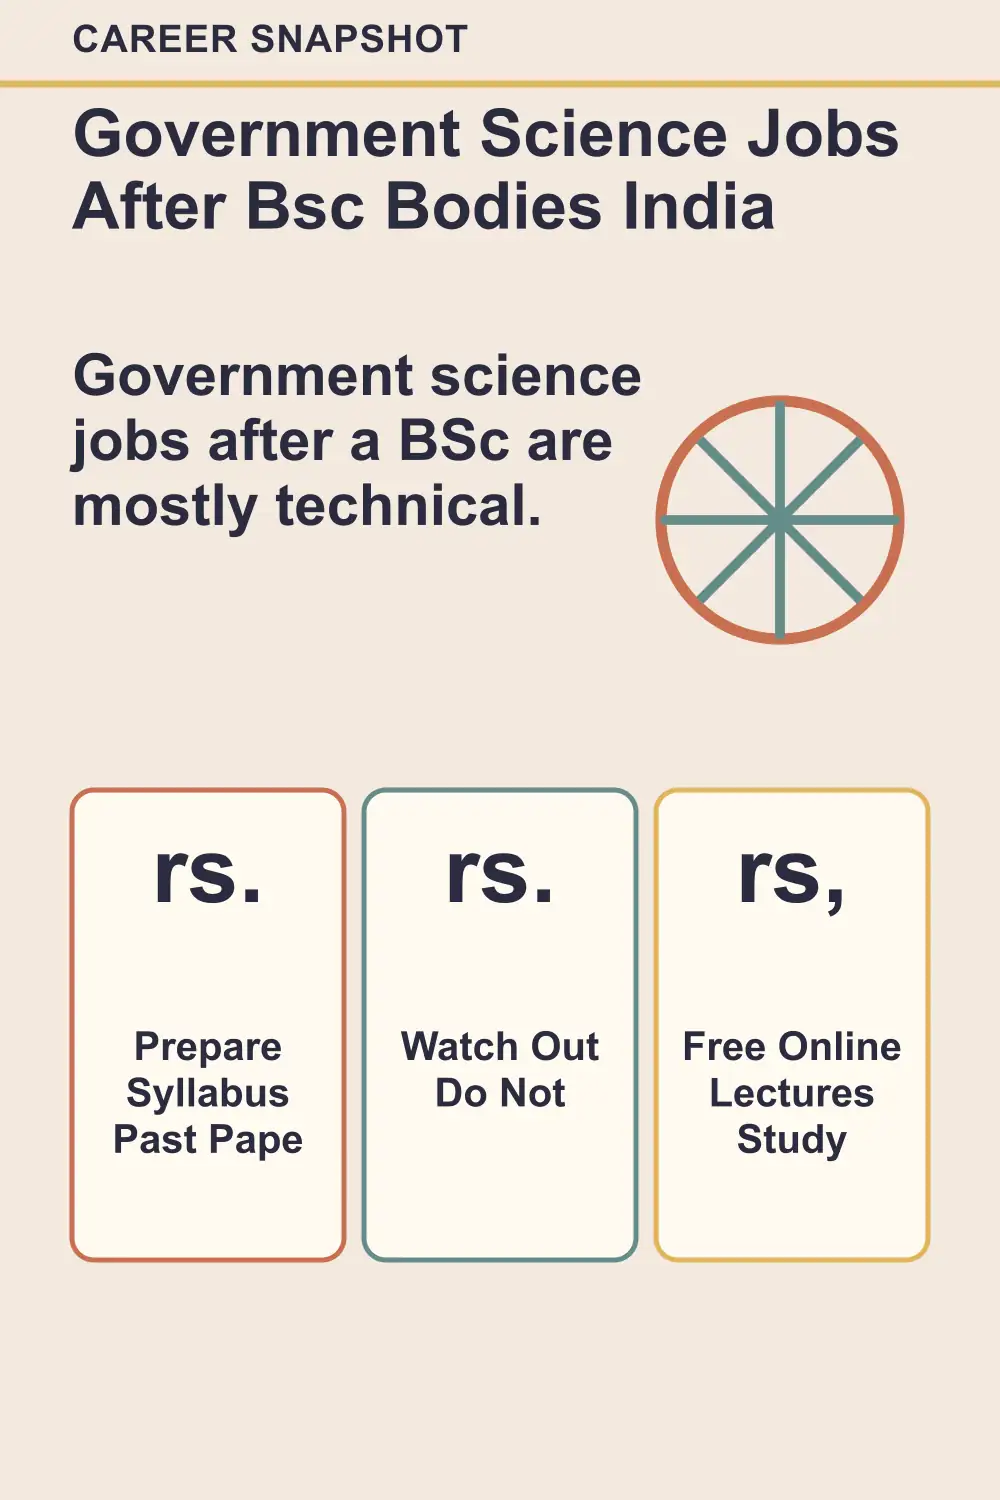 CAREER SNAPSHOT
Government Science Jobs
After Bsc Bodies India
Government science
jobs after a BSc are
mostly technical.
rs.
Prepare
Syllabus
Past Pape
rs.
Watch Out
Do Not
rs,
Free Online
Lectures
Study